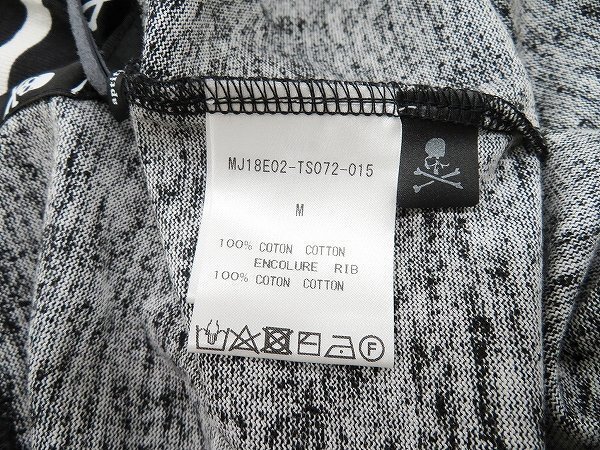 MJ18E02-TS072-015
M
100% COTON COTTON
ENCOLURE RIB
100% COTON COTTON
F